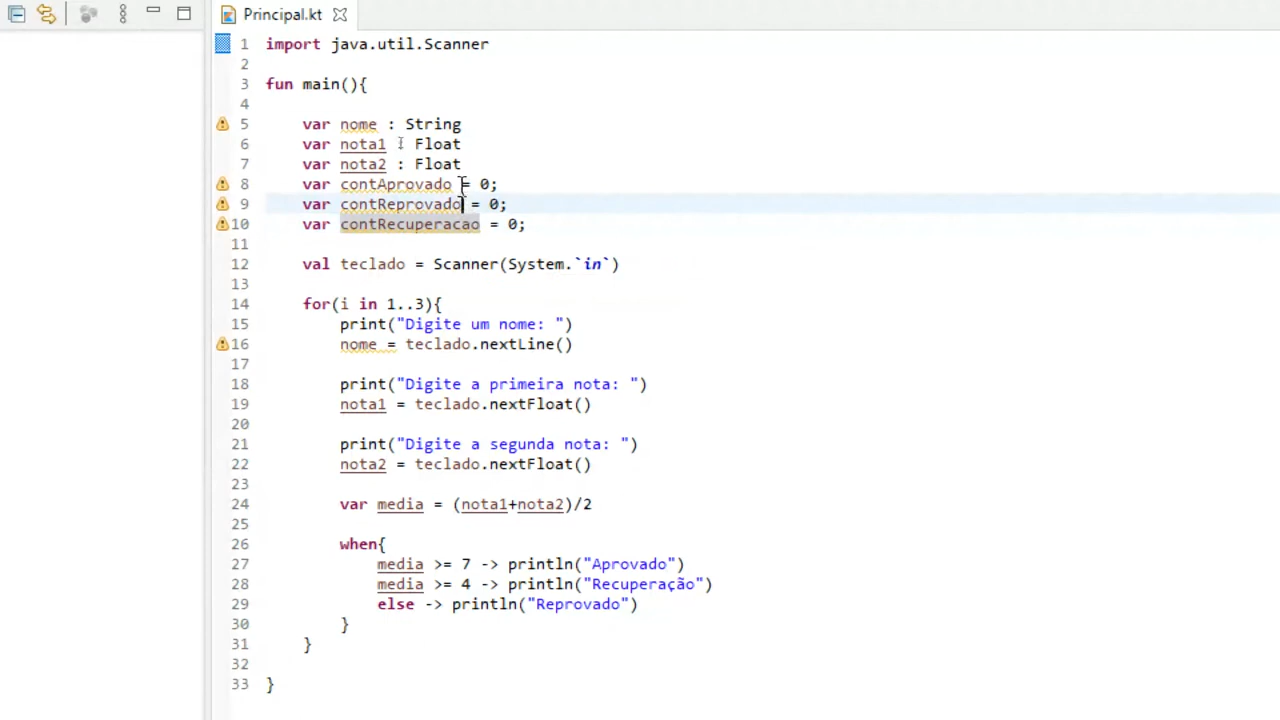 Principal.kt
1 import java.util.Scanner
2
3 fun main(){
4
5 var nome : String
6 var nota1 : Float
7 var nota2 : Float
8 var contAprovado = 0;
9 var contReprovado = 0;
10 var contRecuperacao = 0;
11
12 val teclado = Scanner(System.`in`)
13
14 for(i in 1..3){
15 print("Digite um nome: ")
16 nome = teclado.nextLine()
17
18 print("Digite a primeira nota: ")
19 nota1 = teclado.nextFloat()
20
21 print("Digite a segunda nota: ")
22 nota2 = teclado.nextFloat()
23
24 var media = (nota1+nota2)/2
25
26 when{
27 media >= 7 -> println("Aprovado")
28 media >= 4 -> println("Recuperação")
29 else -> println("Reprovado")
30 }
31 }
32
33 }